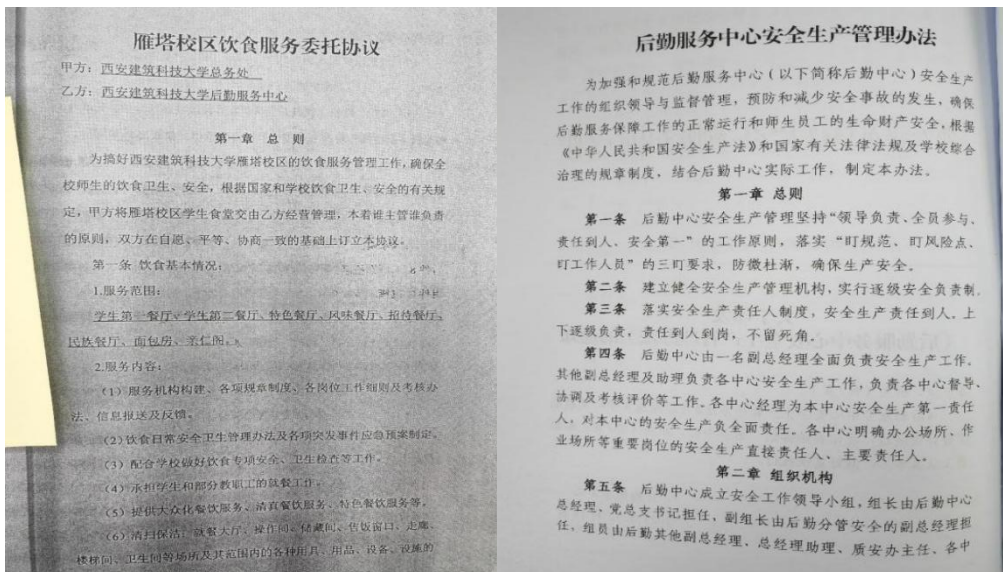 雁塔校区饮食服务委托协议
甲方：西安建筑科技大学总务处
乙方：西安建筑科技大学后勤服务中心
第一章 总 则
为搞好西安建筑科技大学雁塔校区的饮食服务管理工作，确保全
校师生的饮食卫生、安全，根据国家和学校饮食卫生、安全的有关规
定，甲方将雁塔校区学生食堂交由乙方经营管理，本着谁主管谁负责
的原则，双方在自愿、平等、协商一致的基础上订立本协议。
第一条 饮食基本情况：
1.服务范围：
学生第一餐厅、学生第二餐厅、特色餐厅、风味餐厅、招待餐厅、
民族餐厅、面包房、亲仁阁。
2.服务内容：
（1）服务机构构建、各项规章制度、各岗位工作细则及考核办
法、信息报送及反馈。
（2）饮食日常安全卫生管理办法及各项突发事件应急预案制定。
（3）配合学校做好饮食专项安全、卫生检查等工作。
（4）承担学生和部分教职工的就餐工作。
（5）提供大众化餐饮服务、清真餐饮服务、特色餐饮服务等。
（6）清扫保洁：就餐大厅、操作间、储藏间、售饭窗口、走廊、
楼梯间、卫生间等场所及其范围内的各种用具、用品、设备、设施的
后勤服务中心安全生产管理办法
为加强和规范后勤服务中心（以下简称后勤中心）安全生产
工作的组织领导与监督管理，预防和减少安全事故的发生，确保
后勤服务保障工作的正常运行和师生员工的生命财产安全，根据
《中华人民共和国安全生产法》和国家有关法律法规及学校综合
治理的规章制度，结合后勤中心实际工作，制定本办法。
第一章 总则
第一条 后勤中心安全生产管理坚持“领导负责、全员参与、
责任到人、安全第一”的工作原则，落实“盯规范、盯风险点、
盯工作人员”的三盯要求，防微杜渐，确保生产安全。
第二条 建立健全安全生产管理机构，实行逐级安全负责制。
第三条 落实安全生产责任人制度，安全生产责任到人，上
下逐级负责，责任到人到岗，不留死角。
第四条 后勤中心由一名副总经理全面负责安全生产工作。
其他副总经理及助理负责各中心安全生产工作，负责各中心督导、
协调及考核评价等工作。各中心经理为本中心安全生产第一责任
人，对本中心的安全生产负全面责任。各中心明确办公场所、作
业场所等重要岗位的安全生产直接责任人、主要责任人。
第二章 组织机构
第五条 后勤中心成立安全工作领导小组，组长由后勤中心
总经理、党总支书记担任，副组长由后勤分管安全的副总经理担
任，组员由后勤其他副总经理、总经理助理、质安办主任、各中